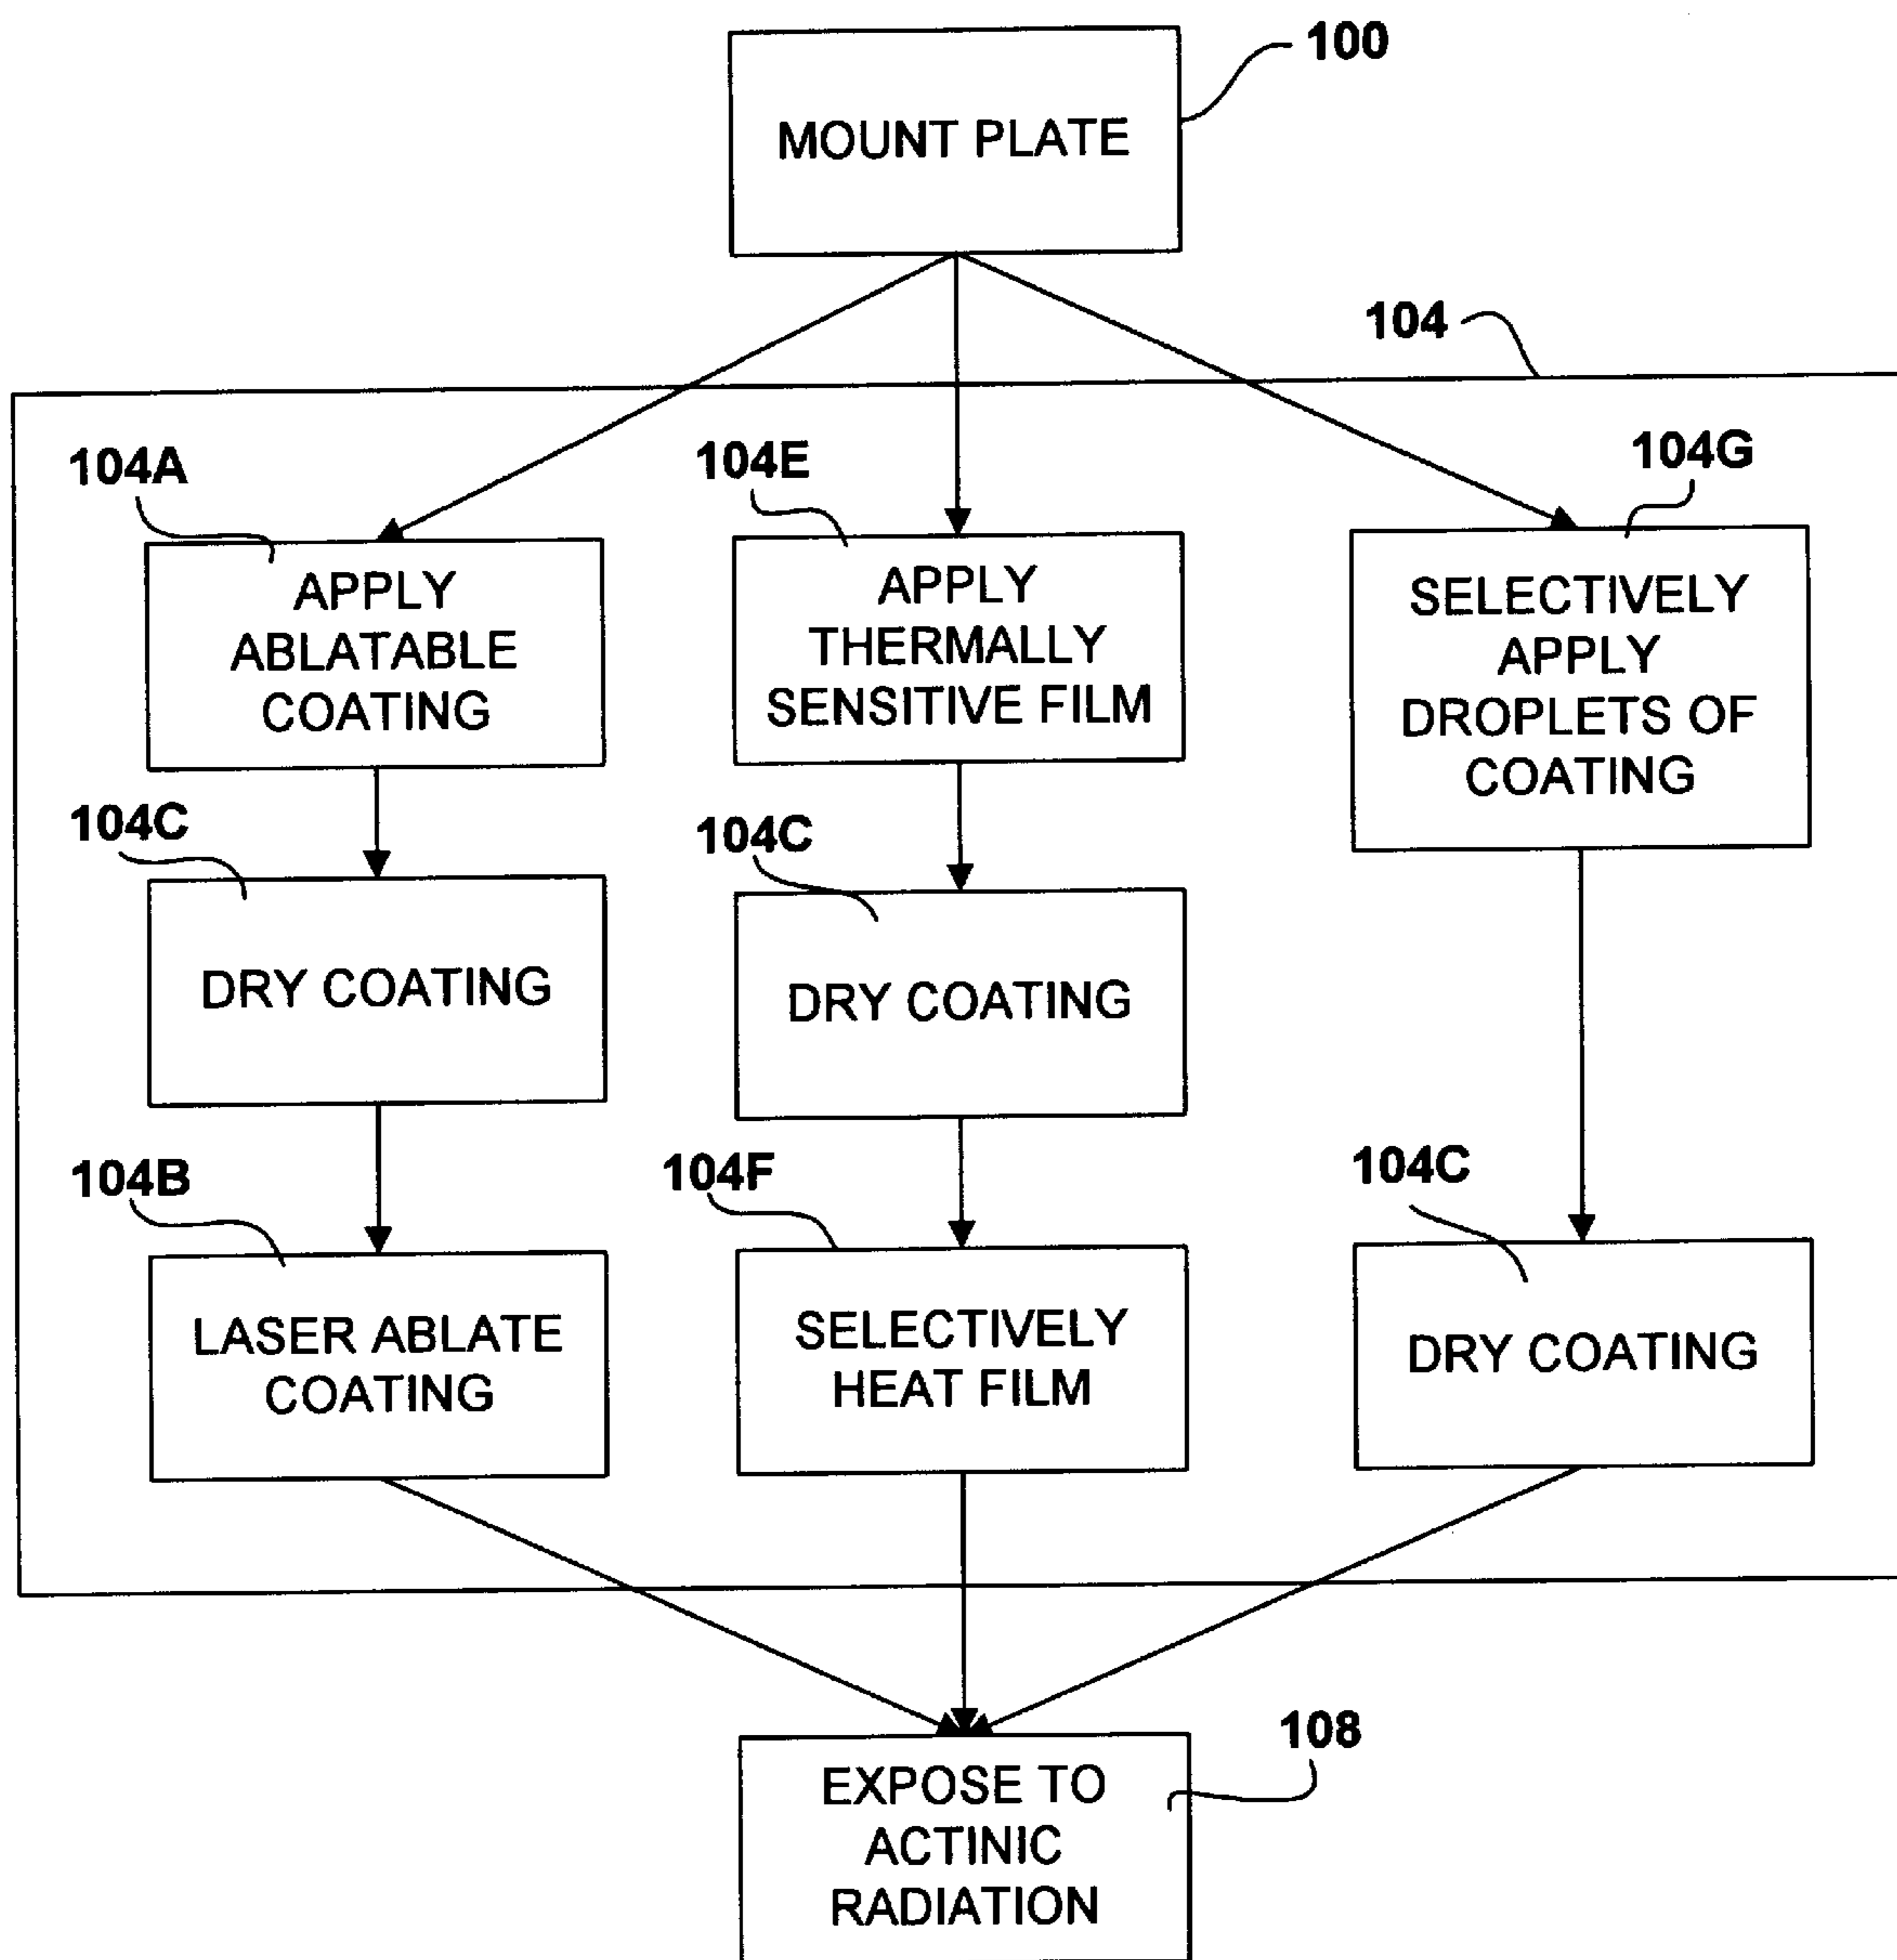 100
MOUNT PLATE
104
104A
APPLY
ABLATABLE
COATING
104E
APPLY
THERMALLY
SENSITIVE FILM
104G
SELECTIVELY
APPLY
DROPLETS OF
COATING
104C
DRY COATING
104C
DRY COATING
104B
LASER ABLATE
COATING
104F
SELECTIVELY
HEAT FILM
104C
DRY COATING
108
EXPOSE TO
ACTINIC
RADIATION